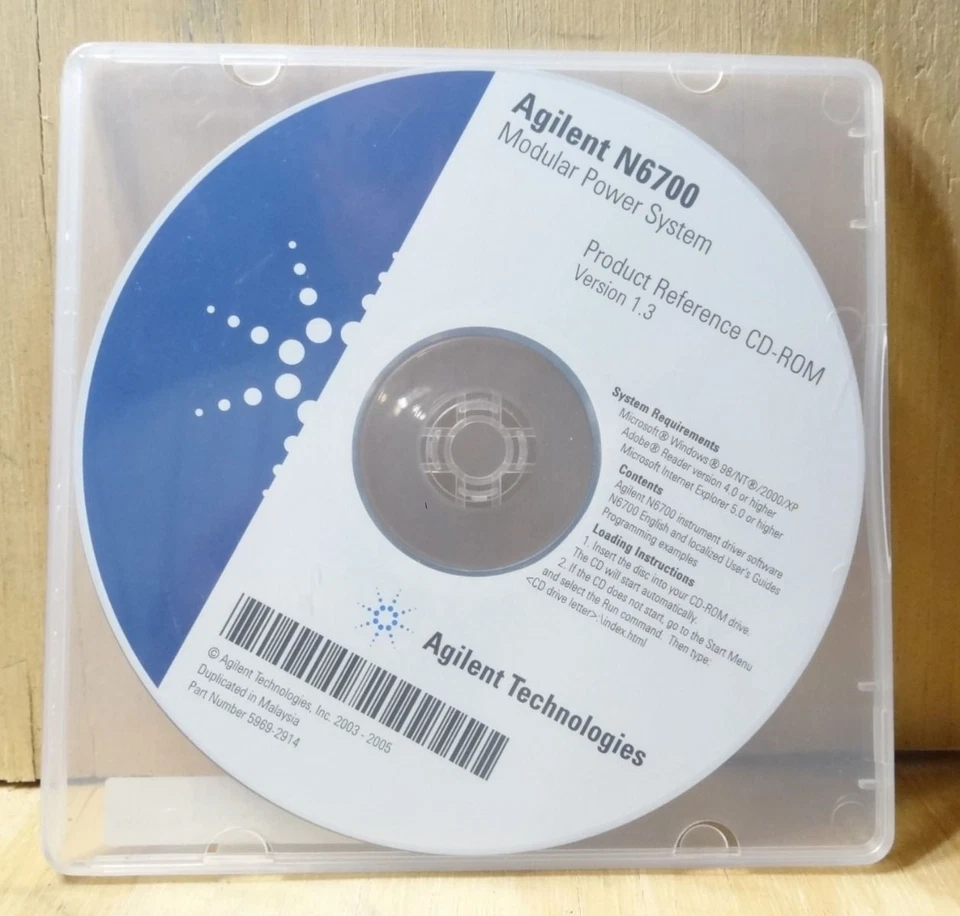 Agilent N6700
Modular Power System
Product Reference CD-ROM
Version 1.3
System Requirements
Microsoft® Windows® 98/NT®/2000/XP
Adobe® Reader version 4.0 or higher
Microsoft Internet Explorer 5.0 or higher
Contents
Agilent N6700 instrument driver software
N6700 English and localized User's Guides
Programming examples
Loading Instructions
1. Insert the disc into your CD-ROM drive.
The CD will start automatically.
2. If the CD does not start, go to the Start Menu
and select the Run command. Then type:
<CD drive letter>:\index.html
Agilent Technologies
© Agilent Technologies, Inc. 2003 - 2005
Duplicated in Malaysia
Part Number 5969-2914